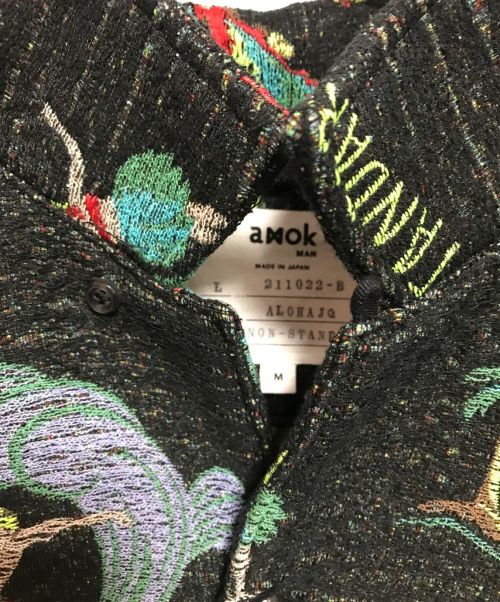 amok
MAN
MADE IN JAPAN
L 211022-B
ALOHAJQ
NON-STAND
M